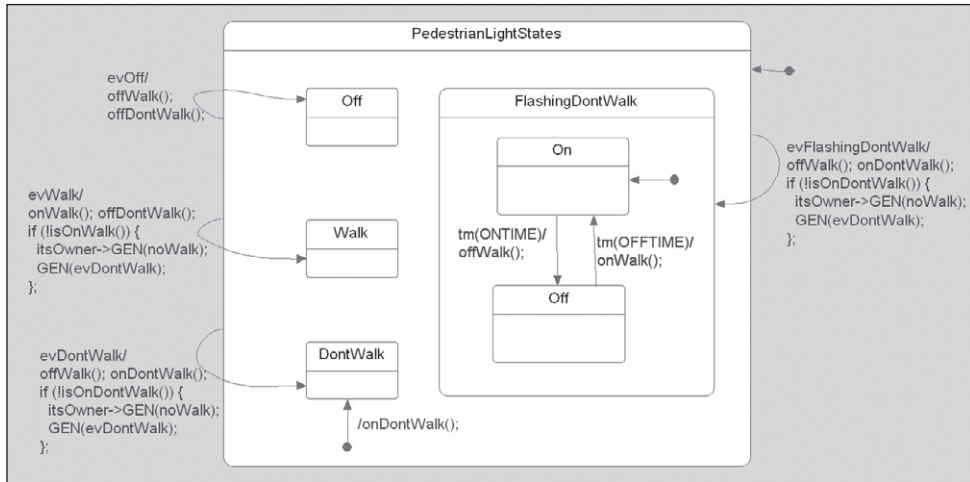 PedestrianLightStates
evOff/
offWalk();
offDontWalk();
Off
evWalk/
onWalk(); offDontWalk();
if (!isOnWalk()) {
itsOwner->GEN(noWalk);
GEN(evDontWalk);
};
Walk
evDontWalk/
offWalk(); onDontWalk();
if (!isOnDontWalk()) {
itsOwner->GEN(noWalk);
GEN(evDontWalk);
};
DontWalk
/onDontWalk();
FlashingDontWalk
On
tm(ONTIME)/
offWalk();
tm(OFFTIME)/
onWalk();
Off
evFlashingDontWalk/
offWalk(); onDontWalk();
if (!isOnDontWalk()) {
itsOwner->GEN(noWalk);
GEN(evDontWalk);
};